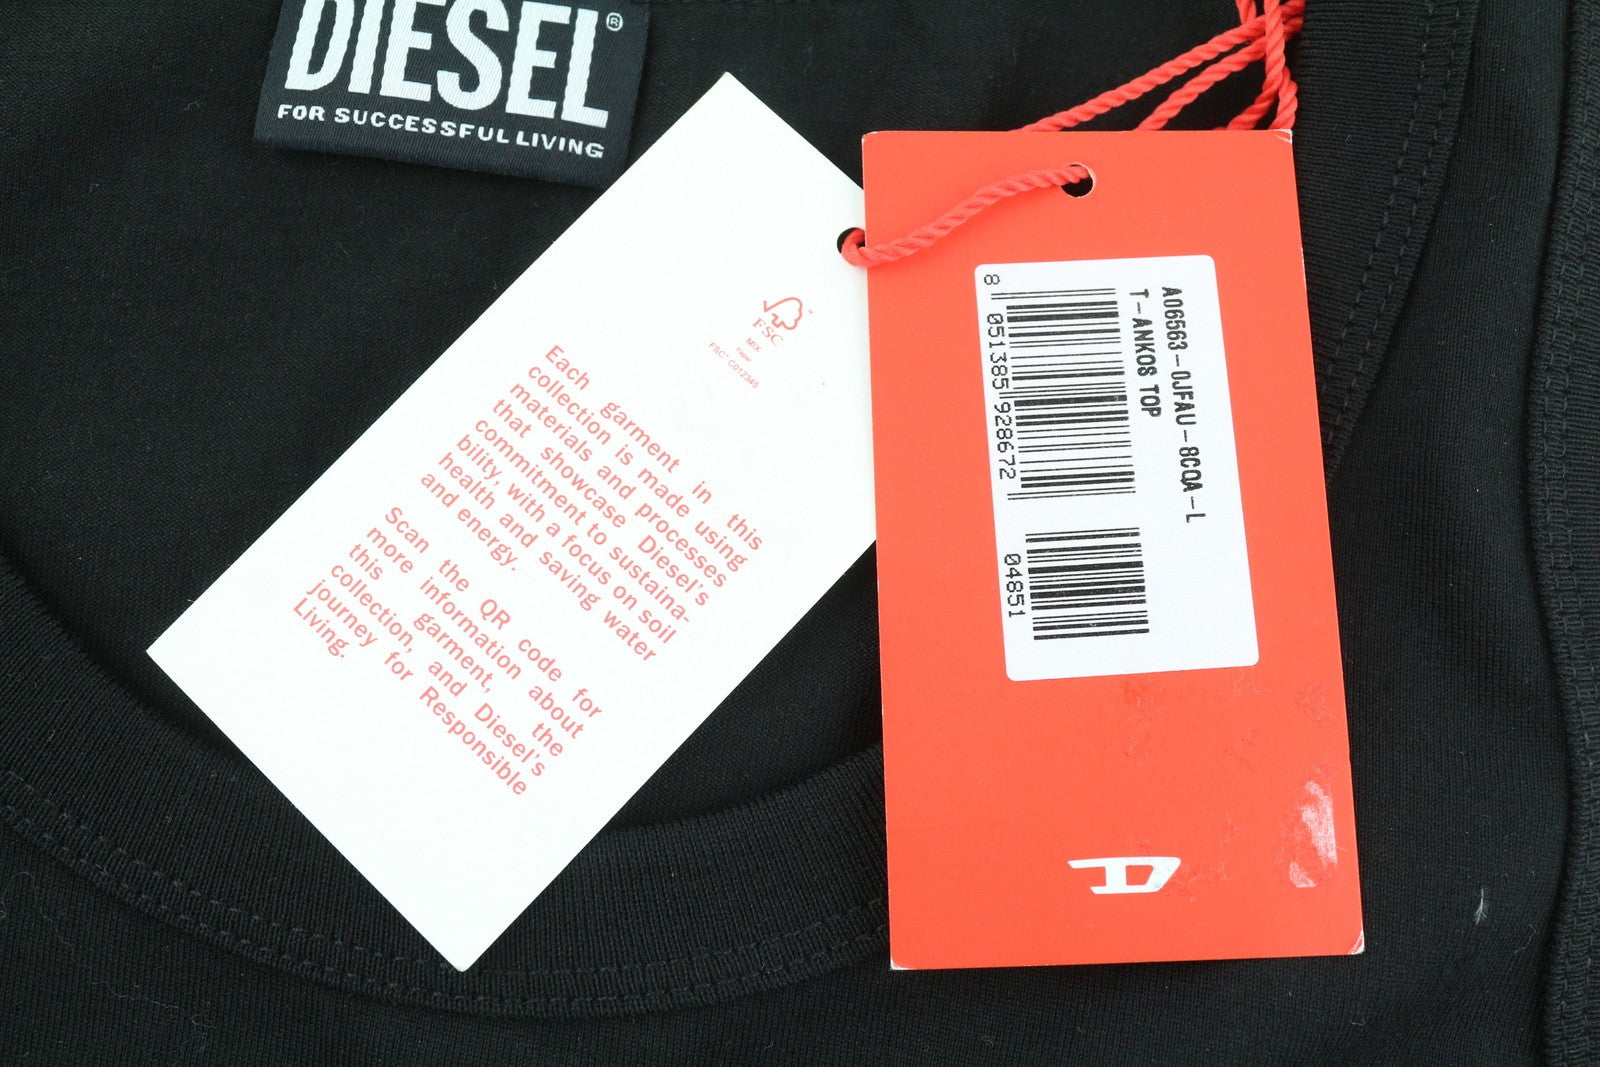 DIESEL®
FOR SUCCESSFUL LIVING
FSC
MIX
Paper
FSC™ C012345
Each garment in this
collection is made using
materials and processes
that showcase Diesel's
commitment to sustaina-
bility, with a focus on soil
health and saving water
and energy.
Scan the QR code for
more information about
this garment, the
collection, and Diesel's
journey for Responsible
Living.
A06563-0JFAU-8CQA-L
T-ANKOS TOP
8 051385 928672
04851
D